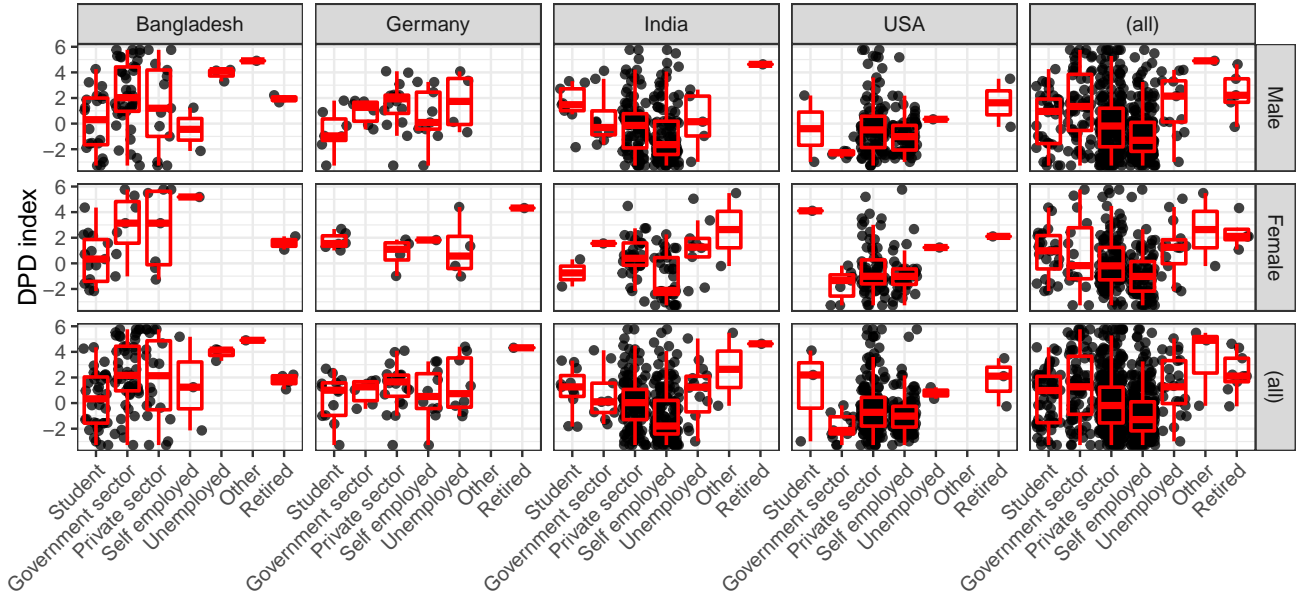 Bangladesh Germany India USA (all)
6
4
2
0
−2
Male
6
4
2
0
−2
Female
6
4
2
0
−2
(all)
DPD index
Student Government sector Private sector Self employed Unemployed Other Retired
Student Government sector Private sector Self employed Unemployed Other Retired
Student Government sector Private sector Self employed Unemployed Other Retired
Student Government sector Private sector Self employed Unemployed Other Retired
Student Government sector Private sector Self employed Unemployed Other Retired